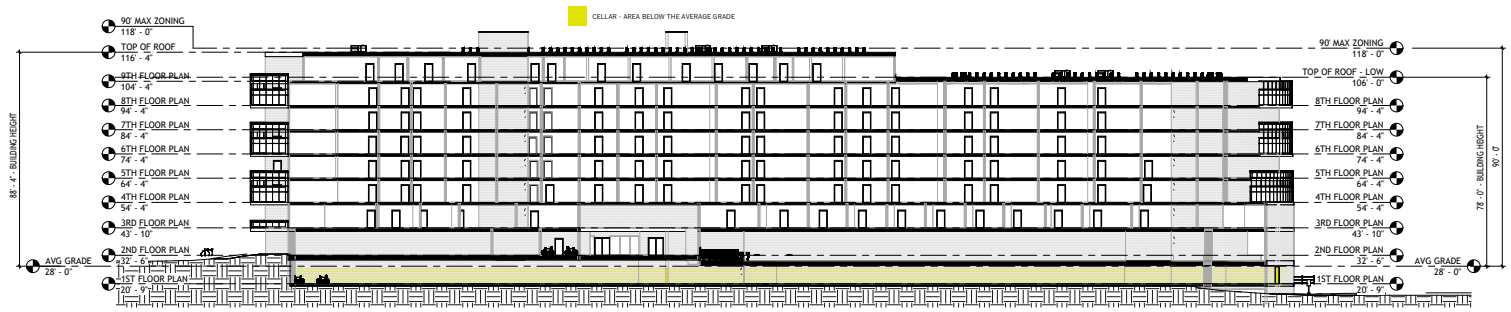 CELLAR - AREA BELOW THE AVERAGE GRADE
90' MAX ZONING
118' - 0"
TOP OF ROOF
116' - 4"
9TH FLOOR PLAN
104' - 4"
8TH FLOOR PLAN
94' - 4"
7TH FLOOR PLAN
84' - 4"
6TH FLOOR PLAN
74' - 4"
5TH FLOOR PLAN
64' - 4"
4TH FLOOR PLAN
54' - 4"
3RD FLOOR PLAN
43' - 10"
2ND FLOOR PLAN
32' - 6"
AVG GRADE
28' - 0"
1ST FLOOR PLAN
20' - 9"
88' - 4" - BUILDING HEIGHT
90' MAX ZONING
118' - 0"
TOP OF ROOF - LOW
106' - 0"
8TH FLOOR PLAN
94' - 4"
7TH FLOOR PLAN
84' - 4"
6TH FLOOR PLAN
74' - 4"
5TH FLOOR PLAN
64' - 4"
4TH FLOOR PLAN
54' - 4"
3RD FLOOR PLAN
43' - 10"
2ND FLOOR PLAN
32' - 6"
AVG GRADE
28' - 0"
1ST FLOOR PLAN
20' - 9"
78' - 0" - BUILDING HEIGHT
90' - 0"